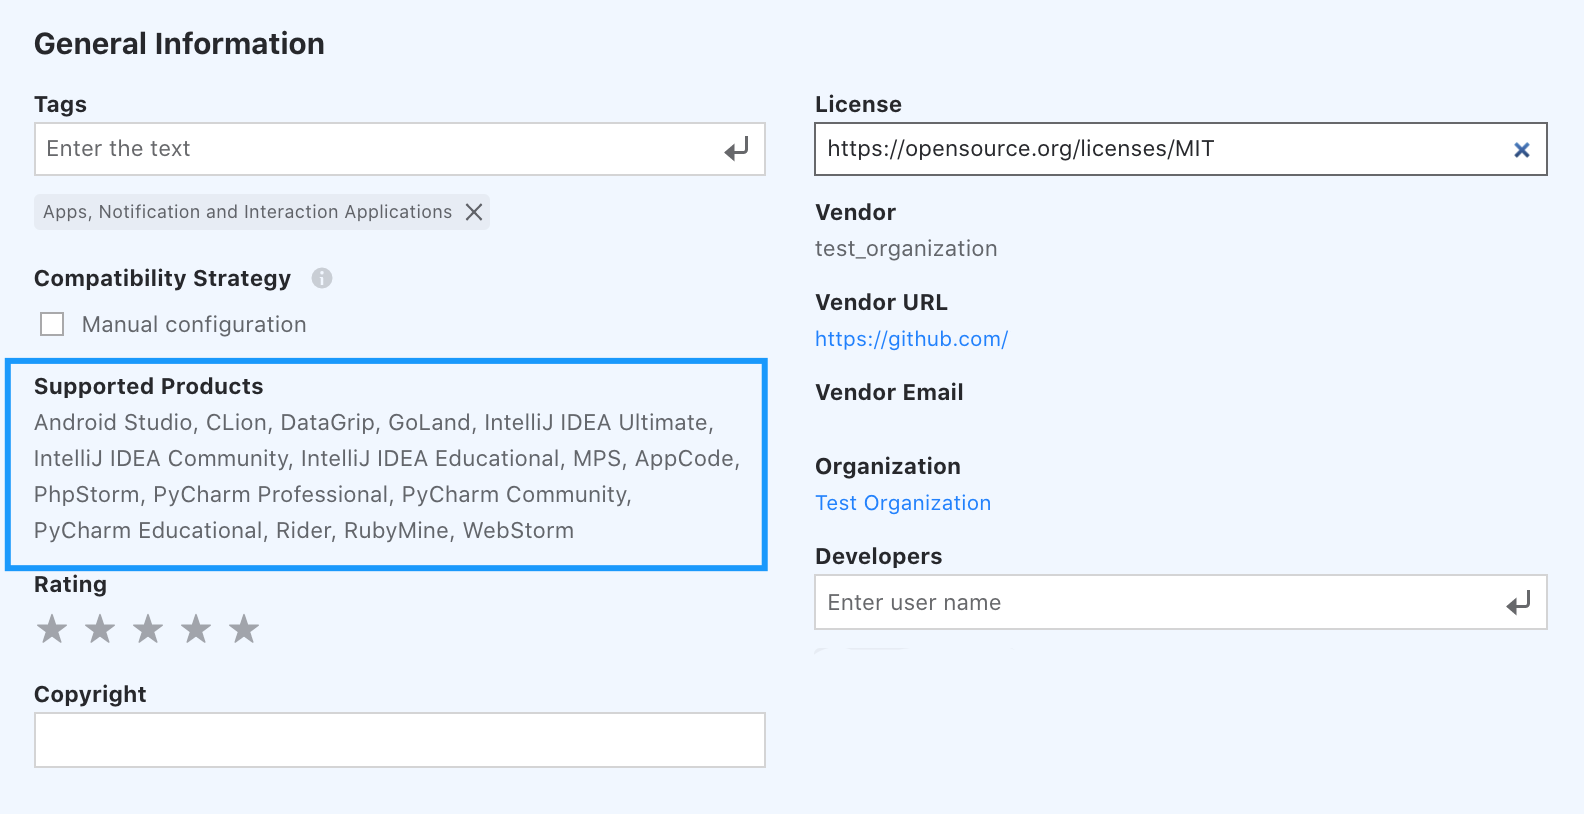 General Information
Tags
Enter the text
Apps, Notification and Interaction Applications
Compatibility Strategy
Manual configuration
Supported Products
Android Studio, CLion, DataGrip, GoLand, IntelliJ IDEA Ultimate,
IntelliJ IDEA Community, IntelliJ IDEA Educational, MPS, AppCode,
PhpStorm, PyCharm Professional, PyCharm Community,
PyCharm Educational, Rider, RubyMine, WebStorm
Rating
Copyright
License
https://opensource.org/licenses/MIT
Vendor
test_organization
Vendor URL
https://github.com/
Vendor Email
Organization
Test Organization
Developers
Enter user name